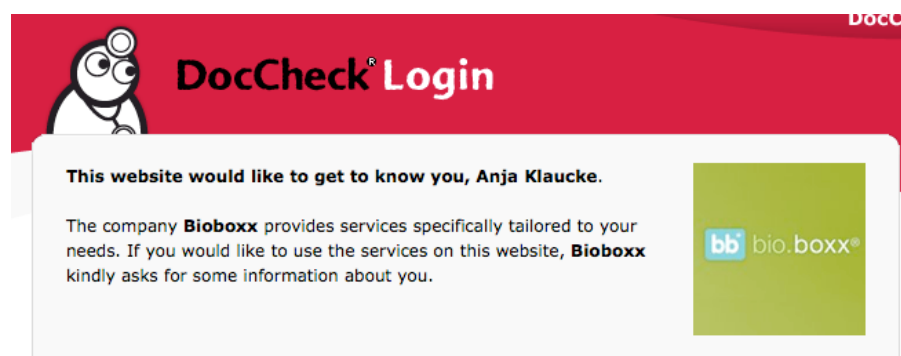 DocC
DocCheck® Login
This website would like to get to know you, Anja Klaucke.
The company Bioboxx provides services specifically tailored to your
needs. If you would like to use the services on this website, Bioboxx
kindly asks for some information about you.
bb bio.boxx®